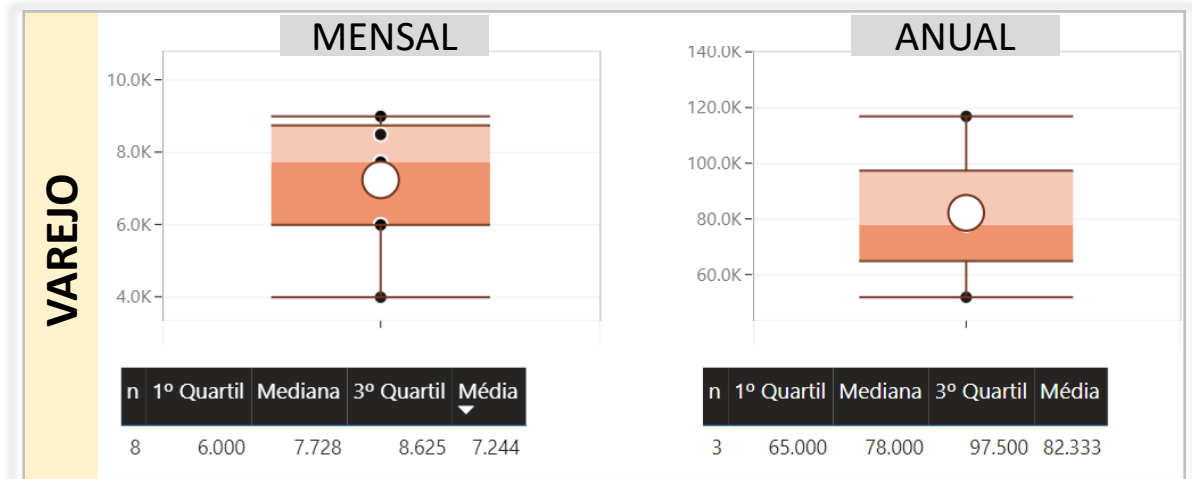 VAREJO
MENSAL
10.0K
8.0K
6.0K
4.0K
n 1º Quartil Mediana 3º Quartil Média
8 6.000 7.728 8.625 7.244
ANUAL
140.0K
120.0K
100.0K
80.0K
60.0K
n 1º Quartil Mediana 3º Quartil Média
3 65.000 78.000 97.500 82.333